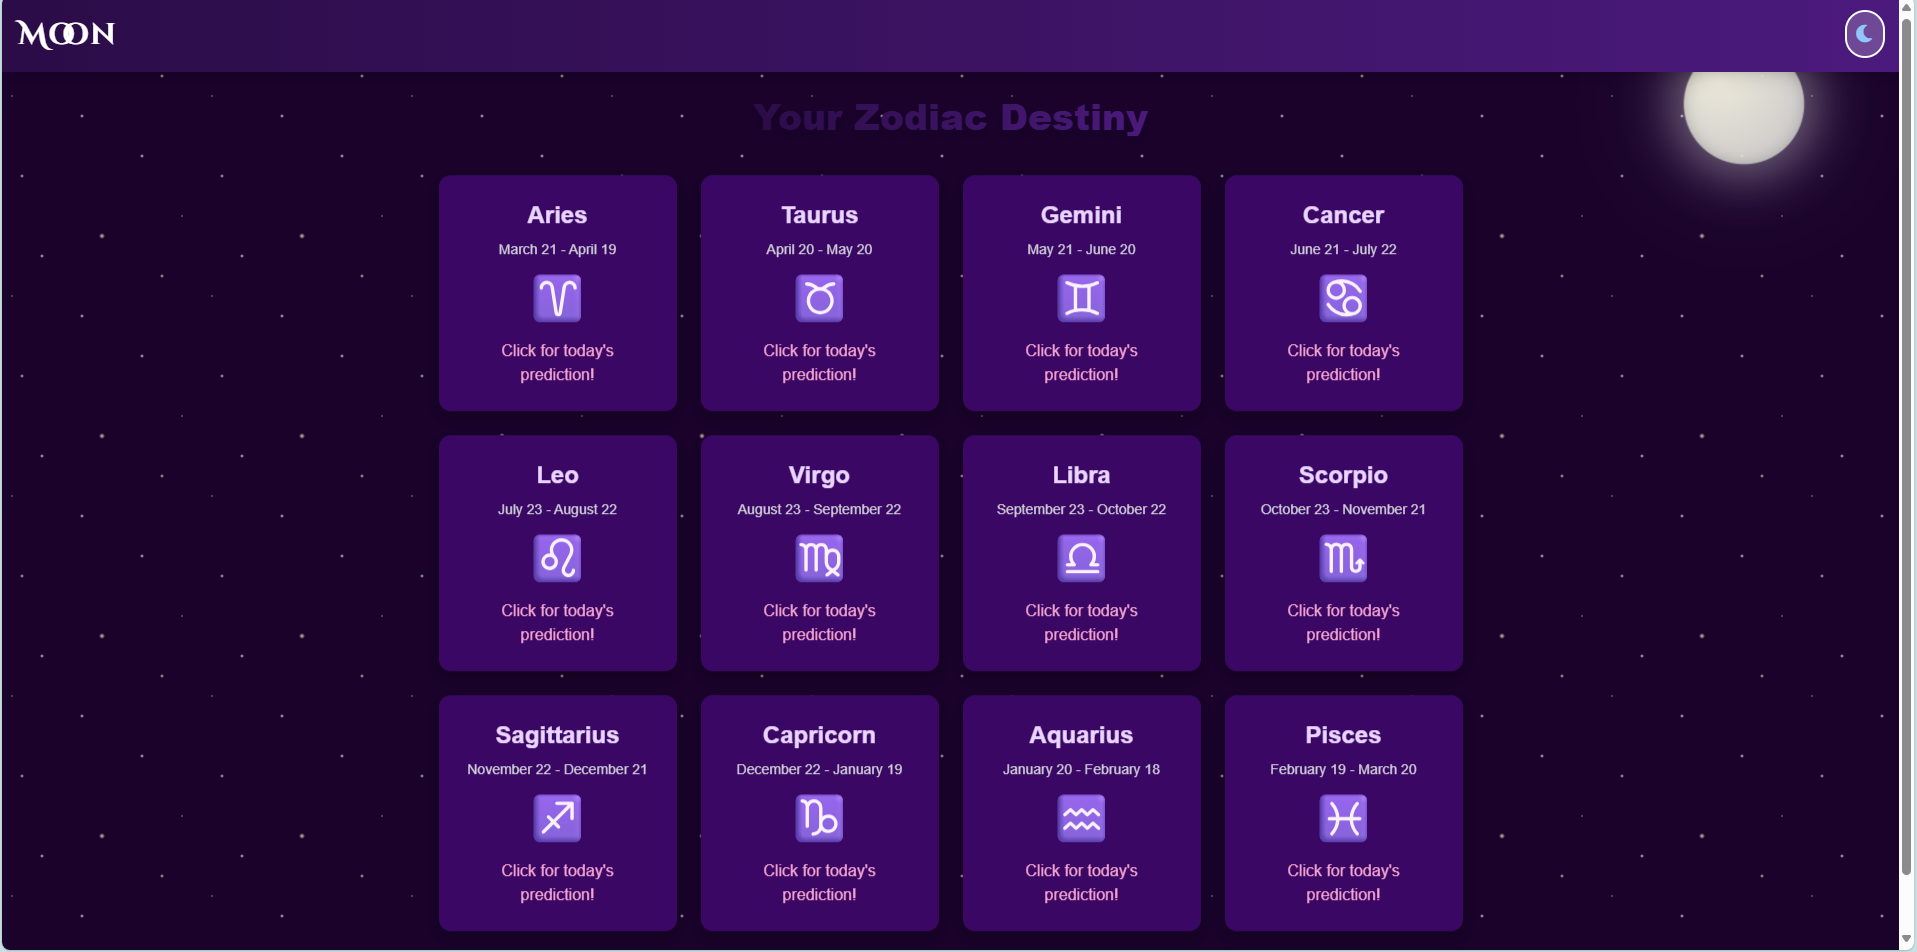 MOON
Your Zodiac Destiny
Aries
March 21 - April 19
♈
Click for today's
prediction!
Taurus
April 20 - May 20
♉
Click for today's
prediction!
Gemini
May 21 - June 20
♊
Click for today's
prediction!
Cancer
June 21 - July 22
♋
Click for today's
prediction!
Leo
July 23 - August 22
♌
Click for today's
prediction!
Virgo
August 23 - September 22
♍
Click for today's
prediction!
Libra
September 23 - October 22
♎
Click for today's
prediction!
Scorpio
October 23 - November 21
♏
Click for today's
prediction!
Sagittarius
November 22 - December 21
♐
Click for today's
prediction!
Capricorn
December 22 - January 19
♑
Click for today's
prediction!
Aquarius
January 20 - February 18
♒
Click for today's
prediction!
Pisces
February 19 - March 20
♓
Click for today's
prediction!